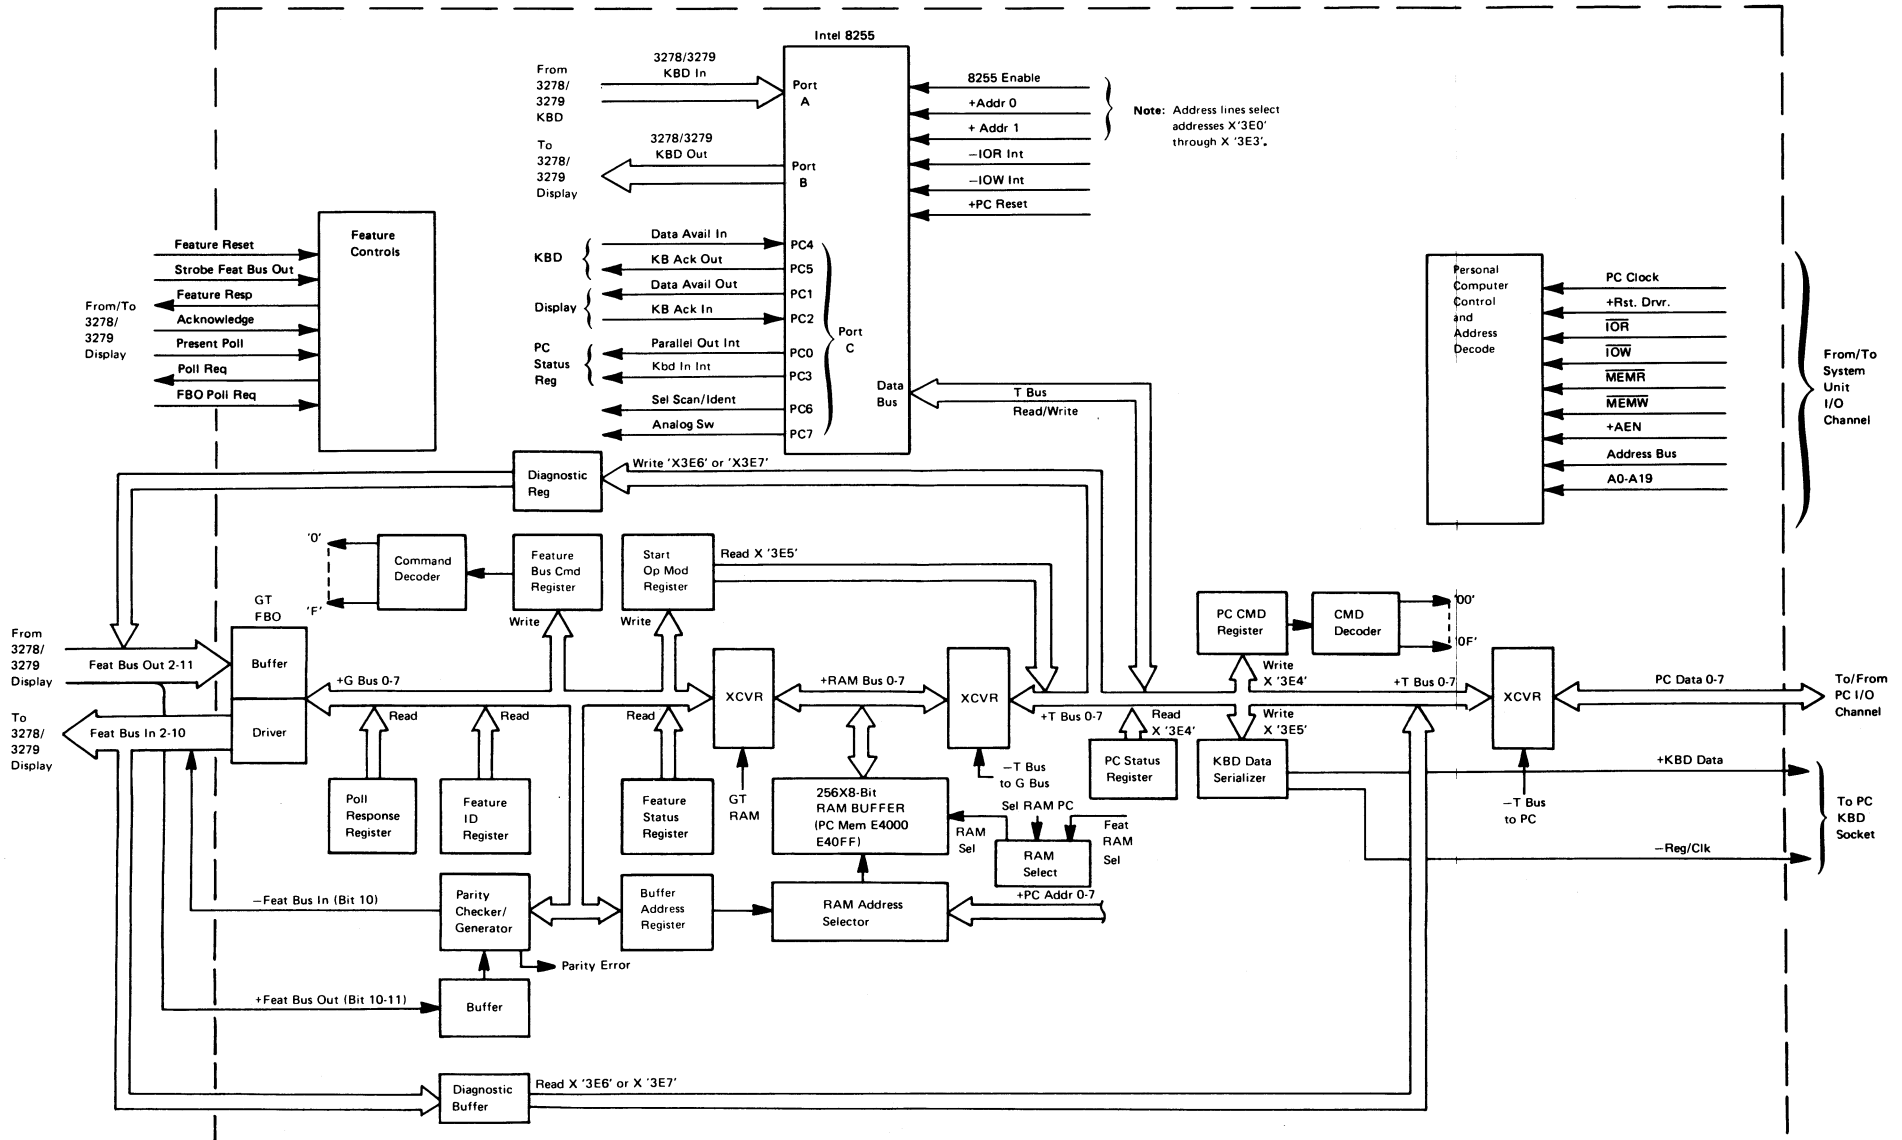 Intel 8255
From
3278/
3279
KBD
3278/3279
KBD In
Port
A
8255 Enable
+Addr 0
+ Addr 1
−IOR Int
−IOW Int
+PC Reset
Note: Address lines select
addresses X'3E0'
through X '3E3'.
To
3278/
3279
Display
3278/3279
KBD Out
Port
B
Feature
Controls
Feature Reset
Strobe Feat Bus Out
Feature Resp
Acknowledge
Present Poll
Poll Req
FBO Poll Req
From/To
3278/
3279
Display
KBD
Display
PC
Status
Reg
Data Avail In
KB Ack Out
Data Avail Out
KB Ack In
Parallel Out Int
Kbd In Int
Sel Scan/Ident
Analog Sw
PC4
PC5
PC1
PC2
PC0
PC3
PC6
PC7
Port
C
Data
Bus
T Bus
Read/Write
Personal
Computer
Control
and
Address
Decode
PC Clock
+Rst. Drvr.
IOR
IOW
MEMR
MEMW
+AEN
Address Bus
A0-A19
From/To
System
Unit
I/O
Channel
Diagnostic
Reg
Write 'X3E6' or 'X3E7'
'0'
'F'
Command
Decoder
Feature
Bus Cmd
Register
Write
Start
Op Mod
Register
Write
Read X '3E5'
GT
FBO
PC CMD
Register
CMD
Decoder
'00'
'0F'
Write
X '3E4'
From
3278/
3279
Display
Feat Bus Out 2-11
Buffer
+G Bus 0-7
XCVR
+RAM Bus 0-7
XCVR
+T Bus 0-7
+T Bus 0-7
XCVR
PC Data 0-7
To/From
PC I/O
Channel
To
3278/
3279
Display
Feat Bus In 2-10
Driver
Read
Read
Read
Read
X '3E4'
Write
X '3E5'
Poll
Response
Register
Feature
ID
Register
Feature
Status
Register
GT
RAM
256X8-Bit
RAM BUFFER
(PC Mem E4000
E40FF)
−T Bus
to G Bus
PC Status
Register
KBD Data
Serializer
+KBD Data
−T Bus
to PC
To PC
KBD
Socket
−Reg/Clk
Sel RAM PC
RAM
Sel
RAM
Select
Feat
RAM
Sel
−Feat Bus In (Bit 10)
Parity
Checker/
Generator
Buffer
Address
Register
RAM Address
Selector
+PC Addr 0-7
Parity Error
+Feat Bus Out (Bit 10-11)
Buffer
Diagnostic
Buffer
Read X '3E6' or X '3E7'